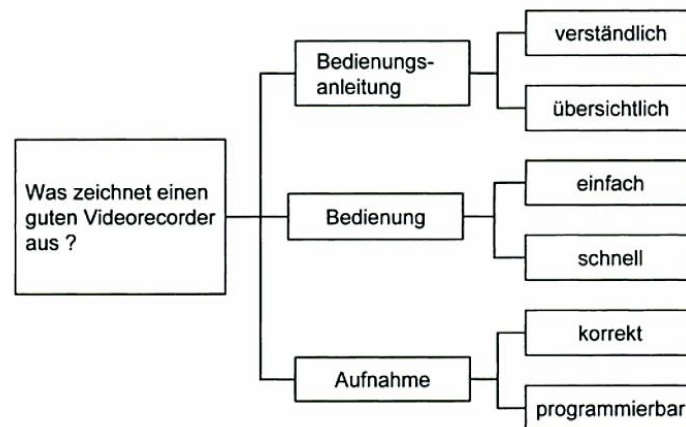 Was zeichnet einen
guten Videorecorder
aus ?
Bedienungs-
anleitung
verständlich
übersichtlich
Bedienung
einfach
schnell
Aufnahme
korrekt
programmierbar